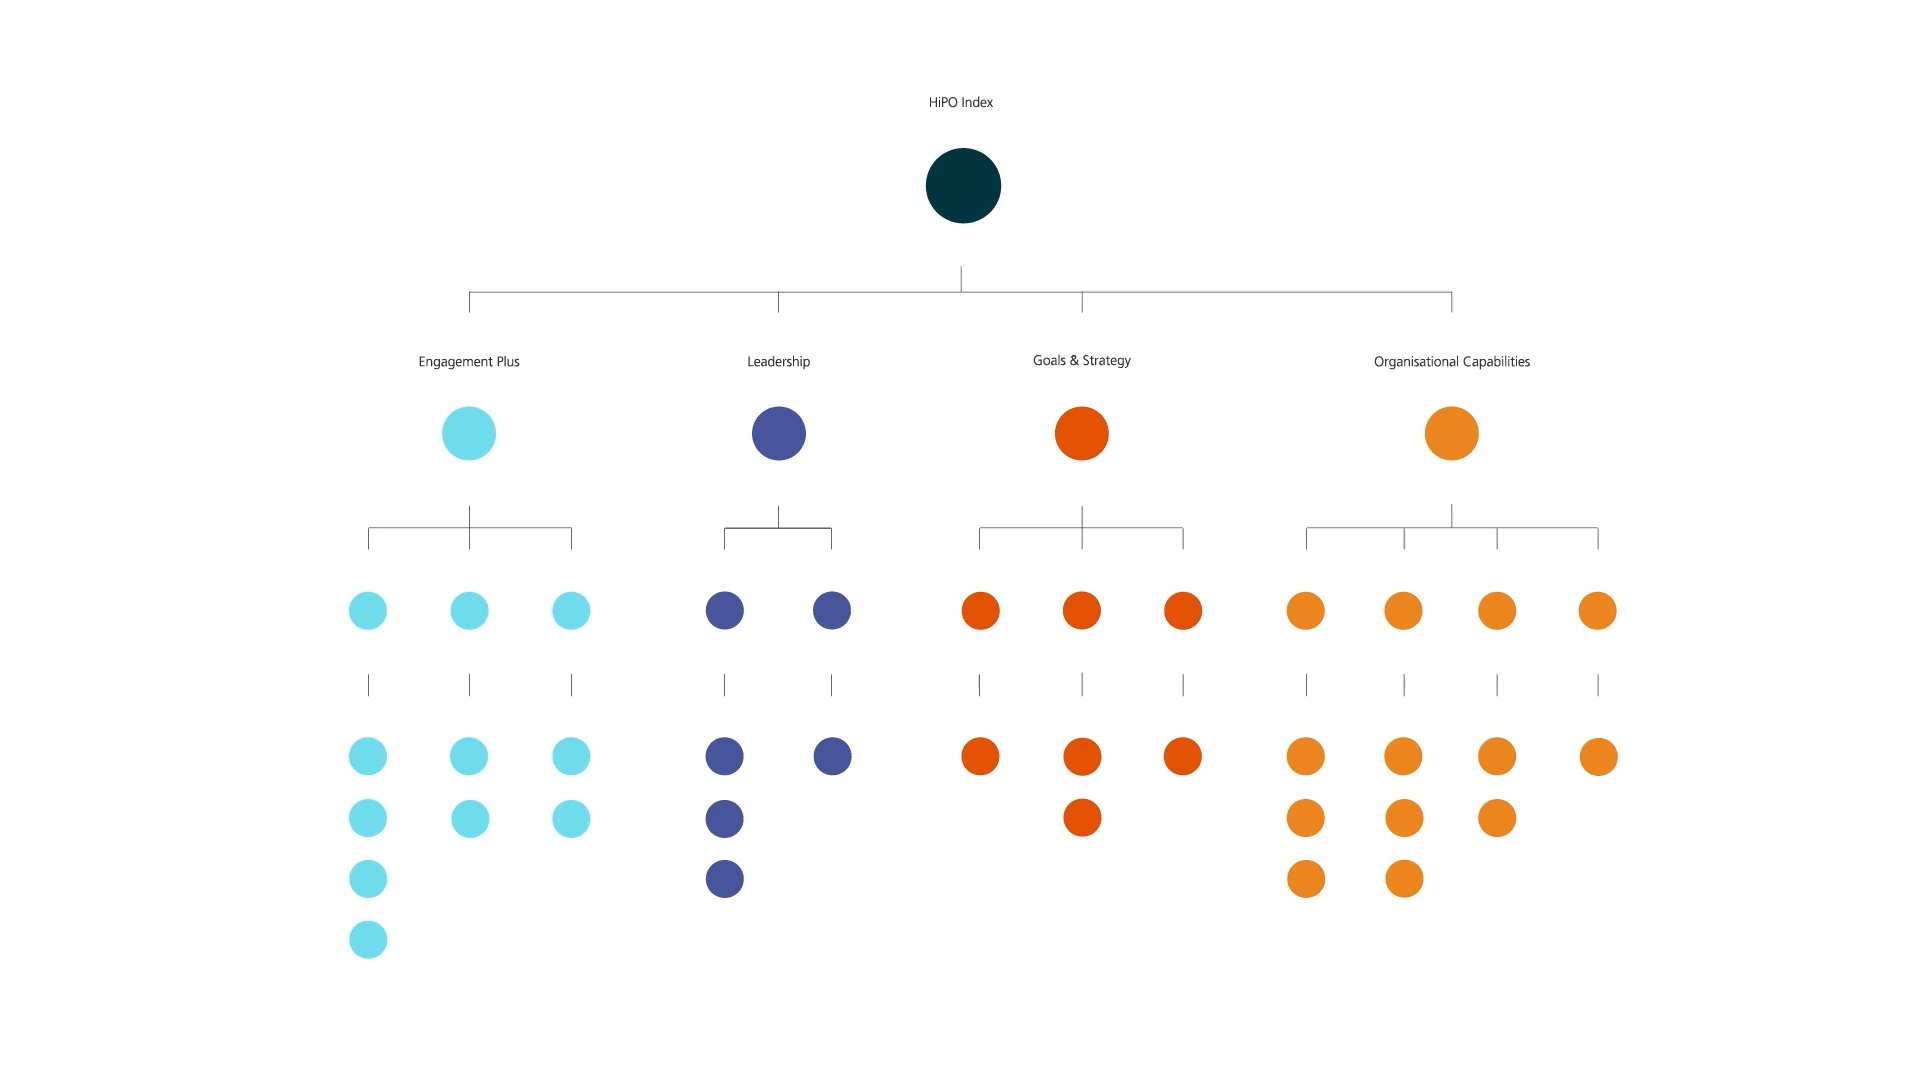 HiPO Index
Engagement Plus
Leadership
Goals & Strategy
Organisational Capabilities